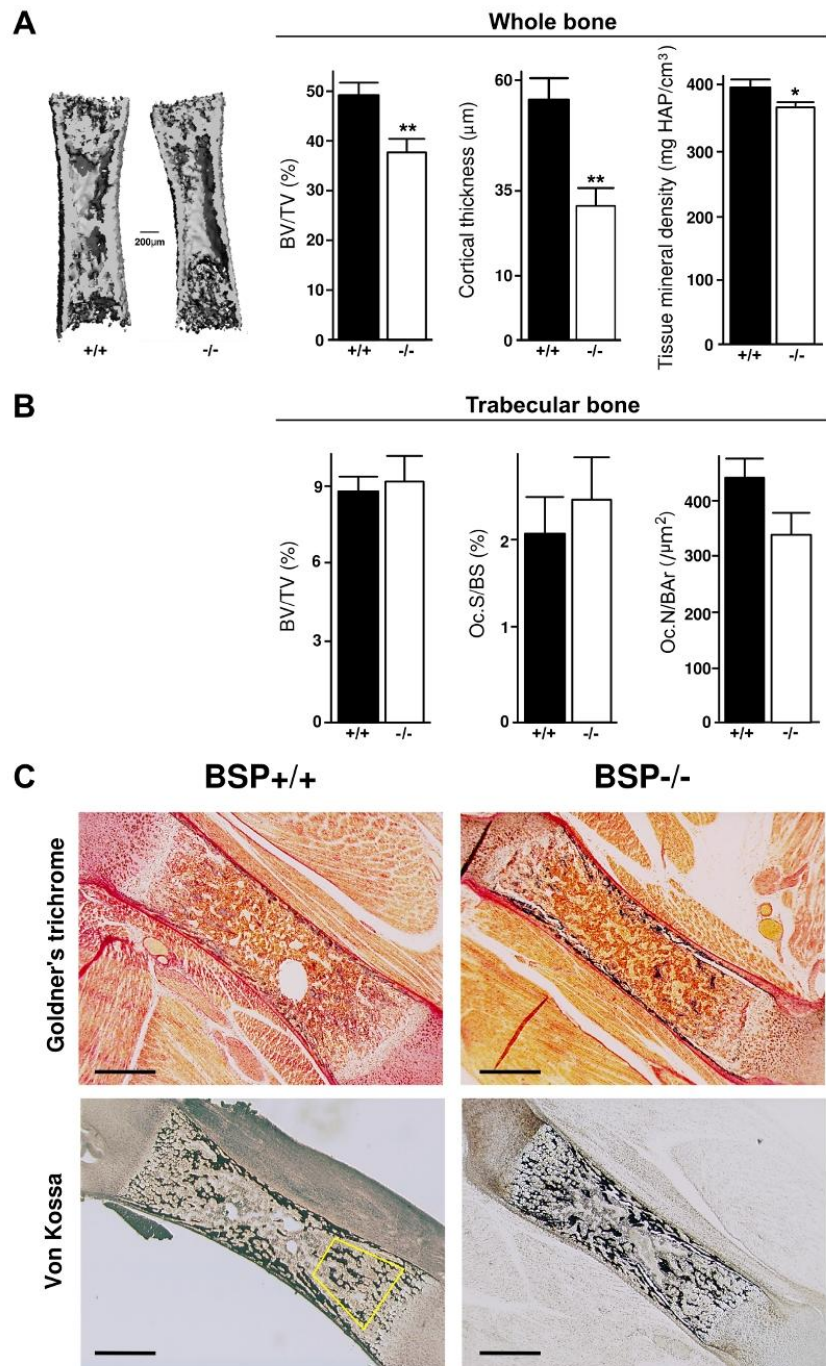 A
Whole bone
BV/TV (%)
50
40
30
20
10
0
**
+/+ -/-
Cortical thickness (µm)
60
35
10
0
**
+/+ -/-
Tissue mineral density (mg HAP/cm³)
400
300
200
100
0
*
+/+ -/-
200µm
+/+ -/-
B
Trabecular bone
BV/TV (%)
9
6
3
0
+/+ -/-
Oc.S/BS (%)
2
1
0
+/+ -/-
Oc.N/BAr (/µm²)
400
300
200
100
0
+/+ -/-
C
BSP+/+ BSP-/-
Goldner's trichrome
Von Kossa